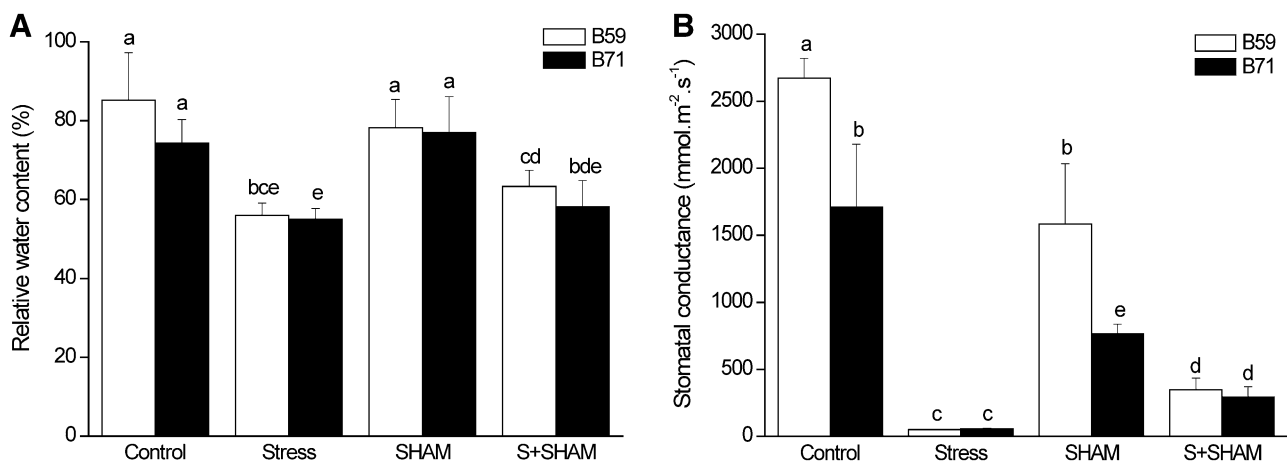 A
B59
B71
Relative water content (%)
100
80
60
40
20
0
a
a
bce
e
a
a
cd
bde
Control
Stress
SHAM
S+SHAM
B
B59
B71
Stomatal conductance (mmol.m⁻².s⁻¹)
3000
2500
2000
1500
1000
500
0
a
b
c
c
b
e
d
d
Control
Stress
SHAM
S+SHAM